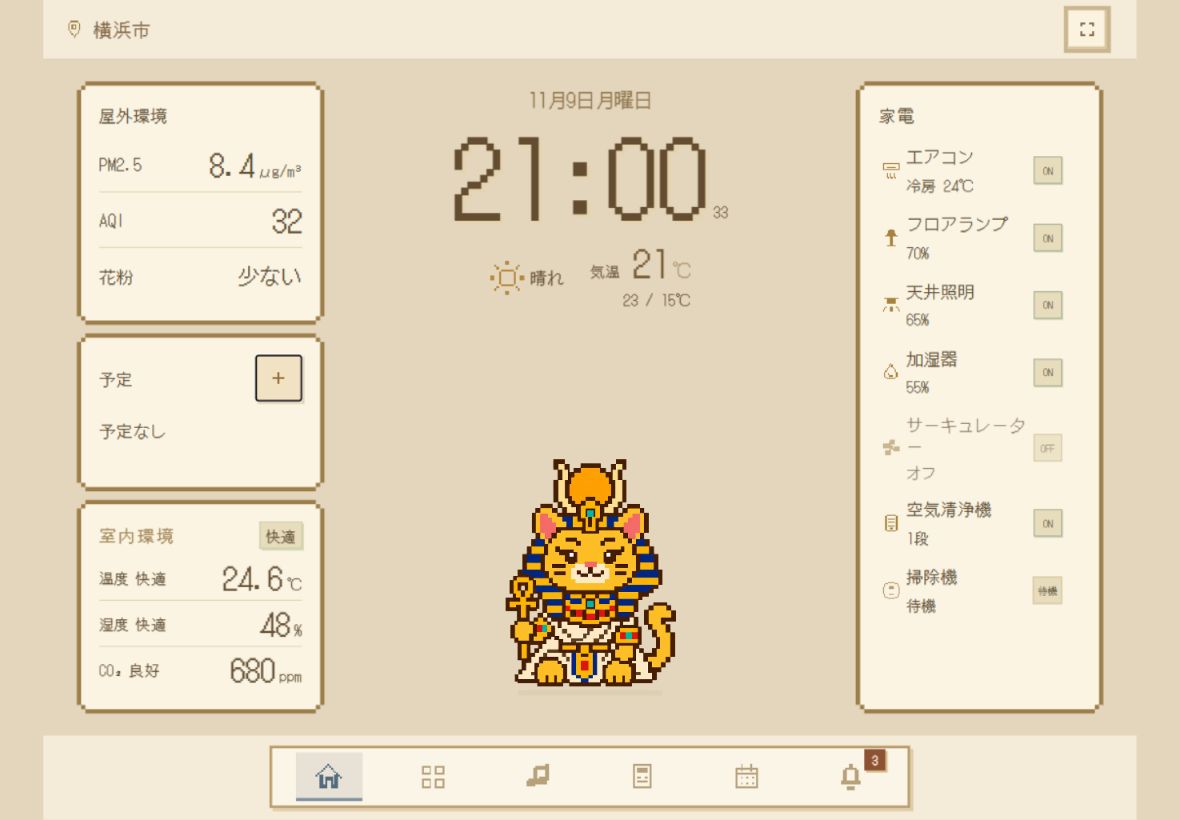 横浜市
屋外環境
PM2.5 8.4 μg/m³
AQI 32
花粉 少ない
予定 +
予定なし
室内環境 快適
温度 快適 24.6℃
湿度 快適 48%
CO₂ 良好 680ppm
11月9日月曜日
21:00 33
晴れ 気温 21℃
23 / 15℃
家電
エアコン
冷房 24℃
ON
フロアランプ
70%
ON
天井照明
65%
ON
加湿器
55%
ON
サーキュレータ
ー
オフ
OFF
空気清浄機
1段
ON
掃除機
待機
待機
3